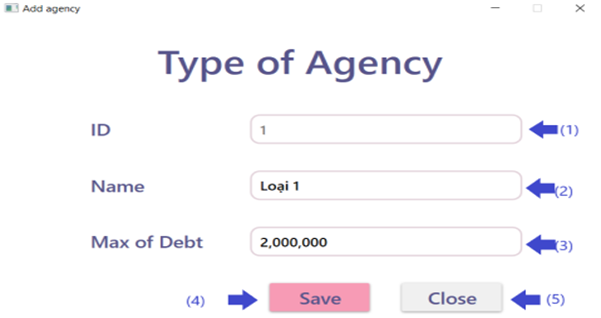 Add agency
Type of Agency
ID 1 (1)
Name Loại 1 (2)
Max of Debt 2,000,000 (3)
(4) Save Close (5)